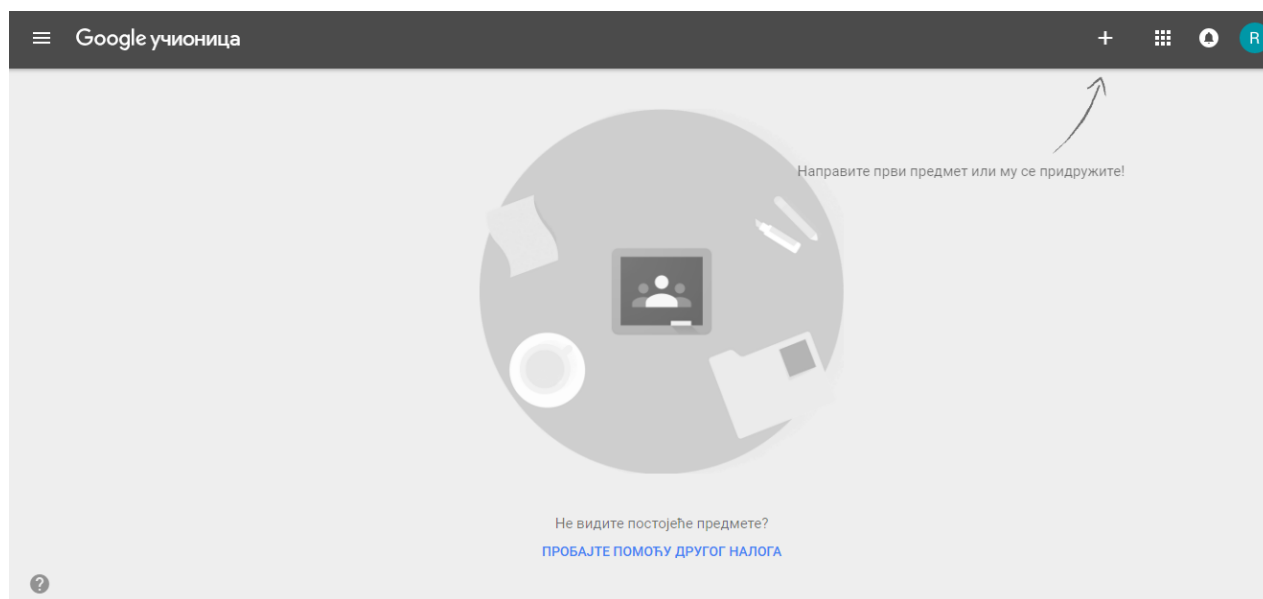 Google учионица
R
Направите први предмет или му се придружите!
Не видите постојеће предмете?
ПРОБАЈТЕ ПОМОЋУ ДРУГОГ НАЛОГА